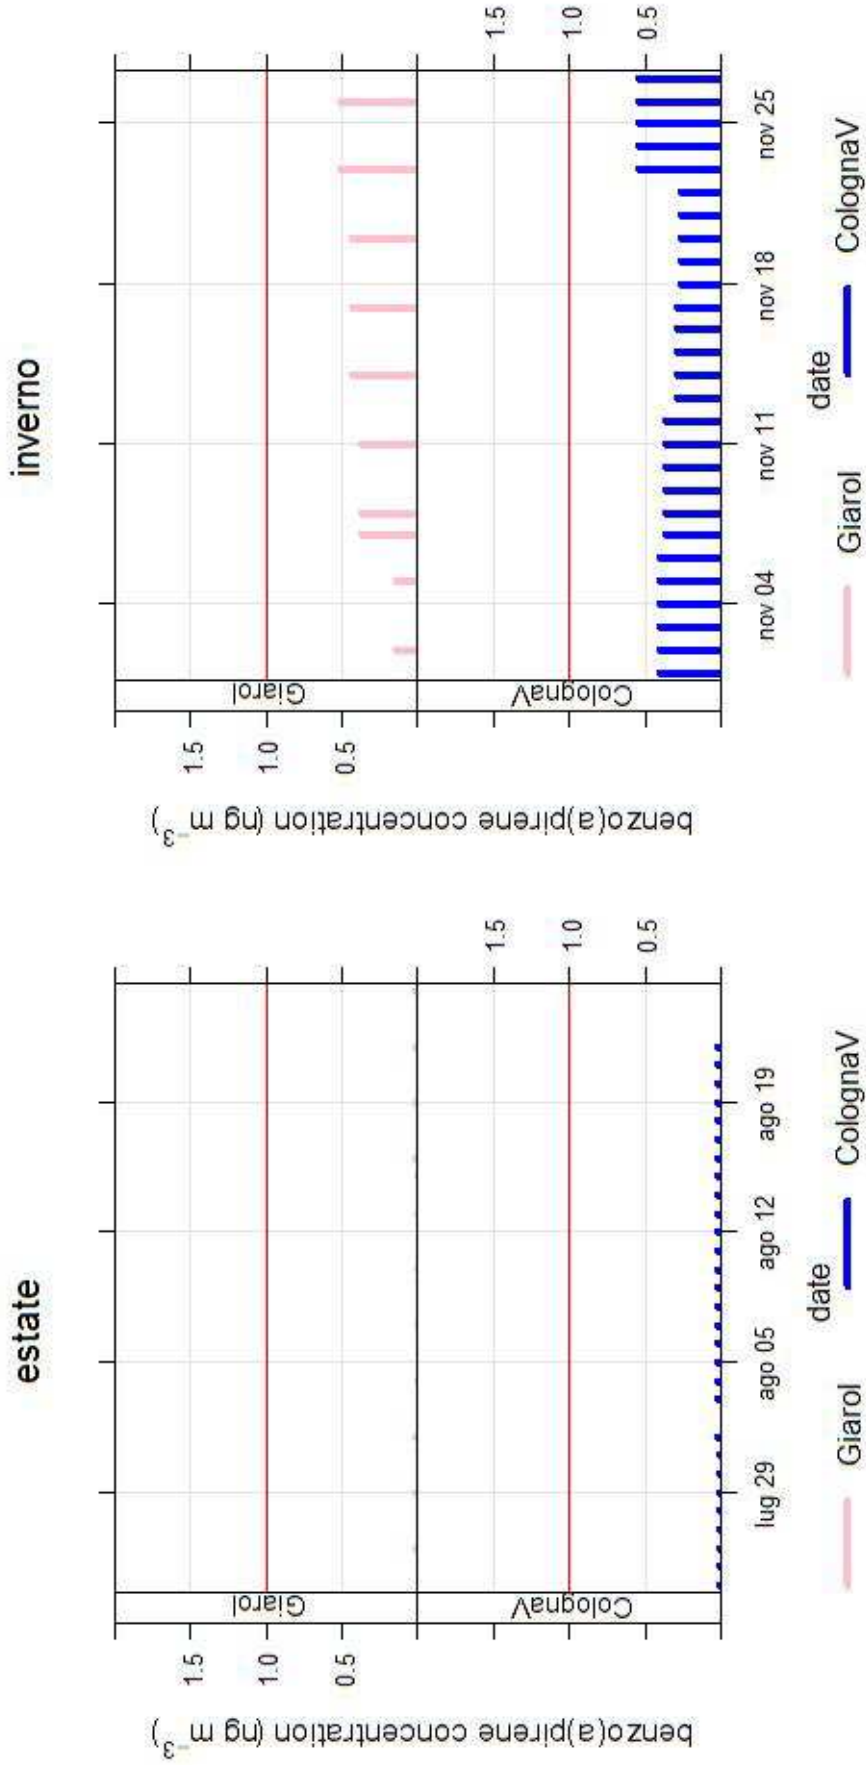 estate
benzo(a)pirene concentration (ng m⁻³)
1.5
1.0
0.5
Giarol
ColognaV
1.5
1.0
0.5
lug 29
ago 05
ago 12
ago 19
date
Giarol
ColognaV
inverno
benzo(a)pirene concentration (ng m⁻³)
1.5
1.0
0.5
Giarol
ColognaV
1.5
1.0
0.5
nov 04
nov 11
nov 18
nov 25
date
Giarol
ColognaV